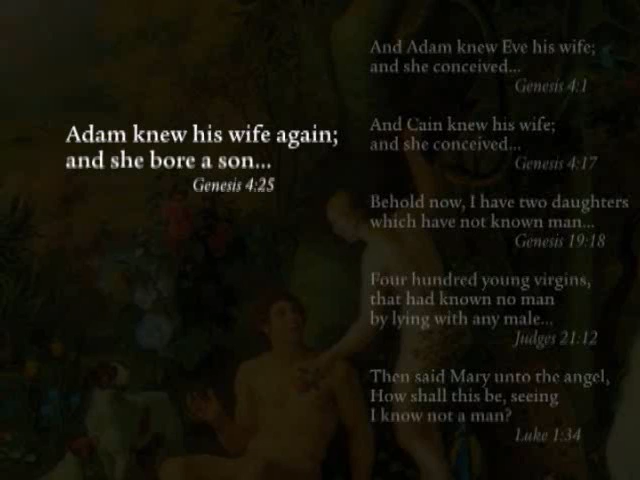 Adam knew his wife again;
and she bore a son...
Genesis 4:25
And Adam knew Eve his wife;
and she conceived...
Genesis 4:1
And Cain knew his wife;
and she conceived...
Genesis 4:17
Behold now, I have two daughters
which have not known man...
Genesis 19:18
Four hundred young virgins,
that had known no man
by lying with any male...
Judges 21:12
Then said Mary unto the angel,
How shall this be, seeing
I know not a man?
Luke 1:34